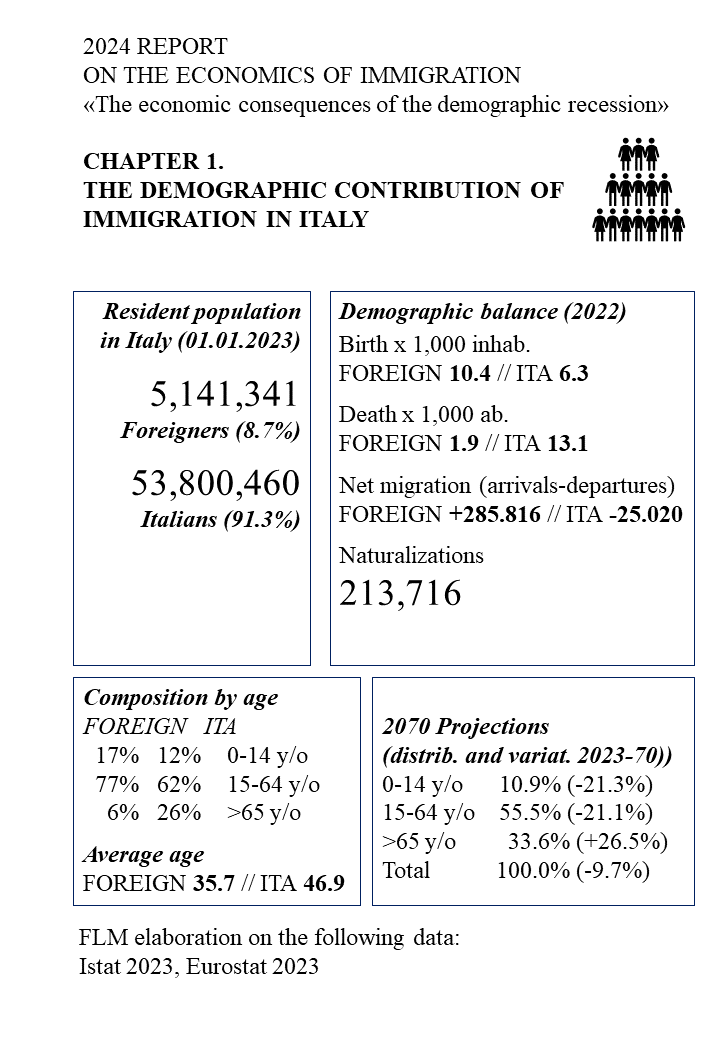 2024 REPORT
ON THE ECONOMICS OF IMMIGRATION
«The economic consequences of the demographic recession»
CHAPTER 1.
THE DEMOGRAPHIC CONTRIBUTION OF
IMMIGRATION IN ITALY
Resident population
in Italy (01.01.2023)
5,141,341
Foreigners (8.7%)
53,800,460
Italians (91.3%)
Demographic balance (2022)
Birth x 1,000 inhab.
FOREIGN 10.4 // ITA 6.3
Death x 1,000 ab.
FOREIGN 1.9 // ITA 13.1
Net migration (arrivals-departures)
FOREIGN +285.816 // ITA -25.020
Naturalizations
213,716
Composition by age
FOREIGN ITA
17% 12% 0-14 y/o
77% 62% 15-64 y/o
6% 26% >65 y/o
Average age
FOREIGN 35.7 // ITA 46.9
2070 Projections
(distrib. and variat. 2023-70))
0-14 y/o 10.9% (-21.3%)
15-64 y/o 55.5% (-21.1%)
>65 y/o 33.6% (+26.5%)
Total 100.0% (-9.7%)
FLM elaboration on the following data:
Istat 2023, Eurostat 2023